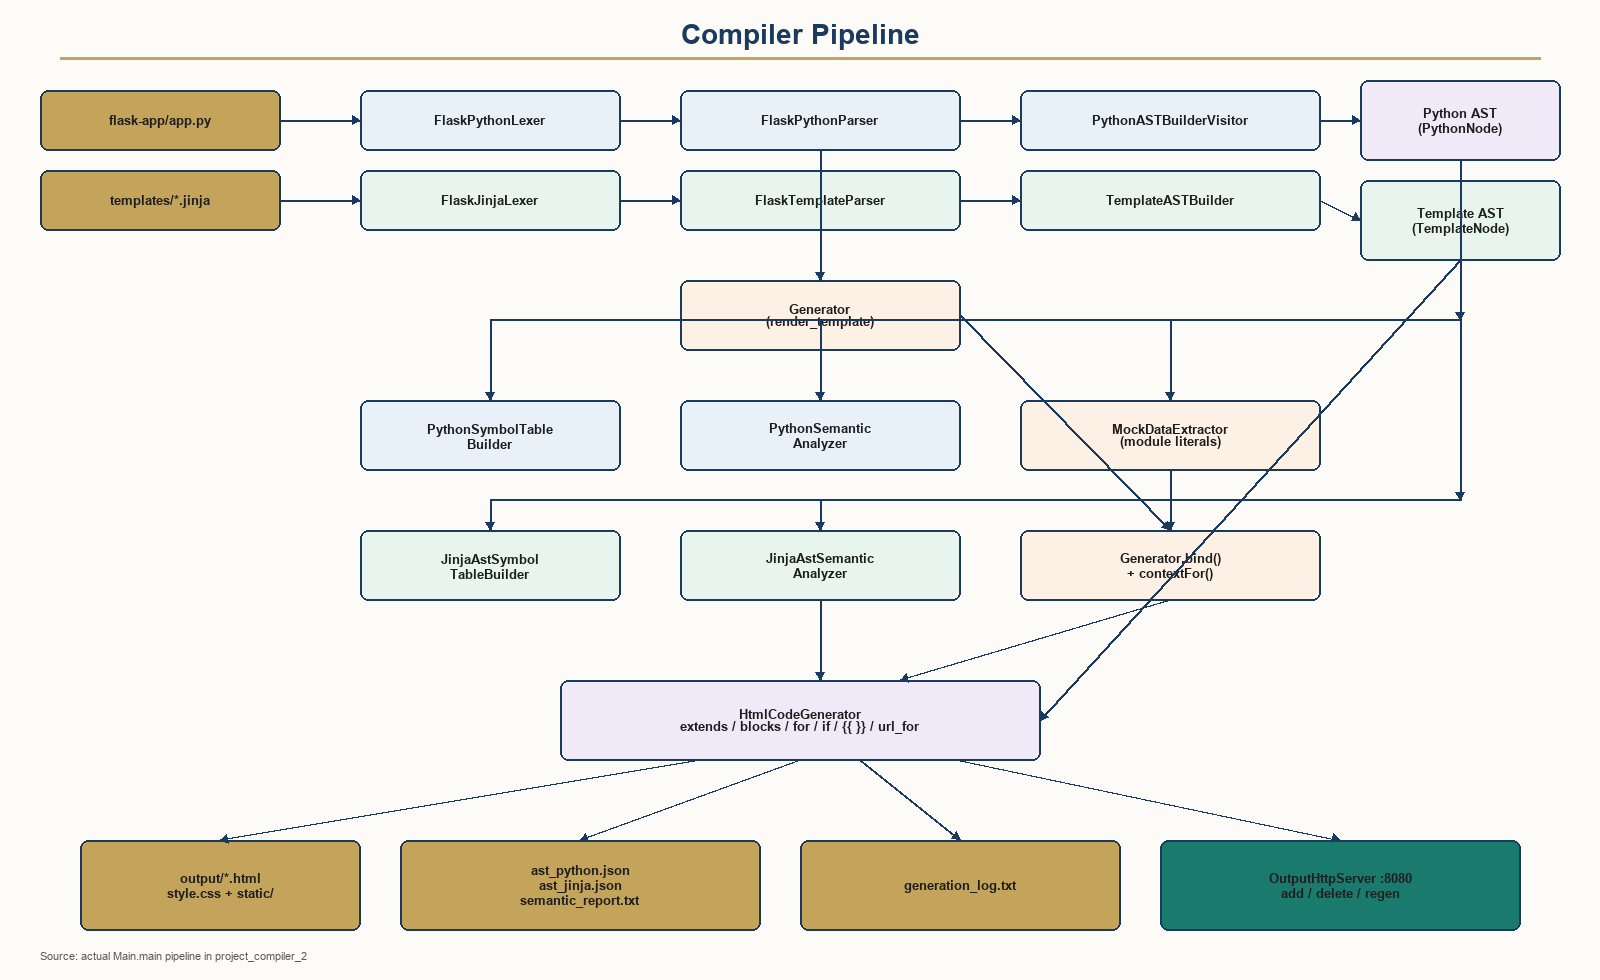 Compiler Pipeline
flask-app/app.py
FlaskPythonLexer
FlaskPythonParser
PythonASTBuilderVisitor
Python AST
(PythonNode)
templates/*.jinja
FlaskJinjaLexer
FlaskTemplateParser
TemplateASTBuilder
Template AST
(TemplateNode)
Generator
(render_template)
PythonSymbolTable
Builder
PythonSemantic
Analyzer
MockDataExtractor
(module literals)
JinjaAstSymbol
TableBuilder
JinjaAstSemantic
Analyzer
Generator.bind()
+ contextFor()
HtmlCodeGenerator
extends / blocks / for / if / {{ }} / url_for
output/*.html
style.css + static/
ast_python.json
ast_jinja.json
semantic_report.txt
generation_log.txt
OutputHttpServer :8080
add / delete / regen
Source: actual Main.main pipeline in project_compiler_2